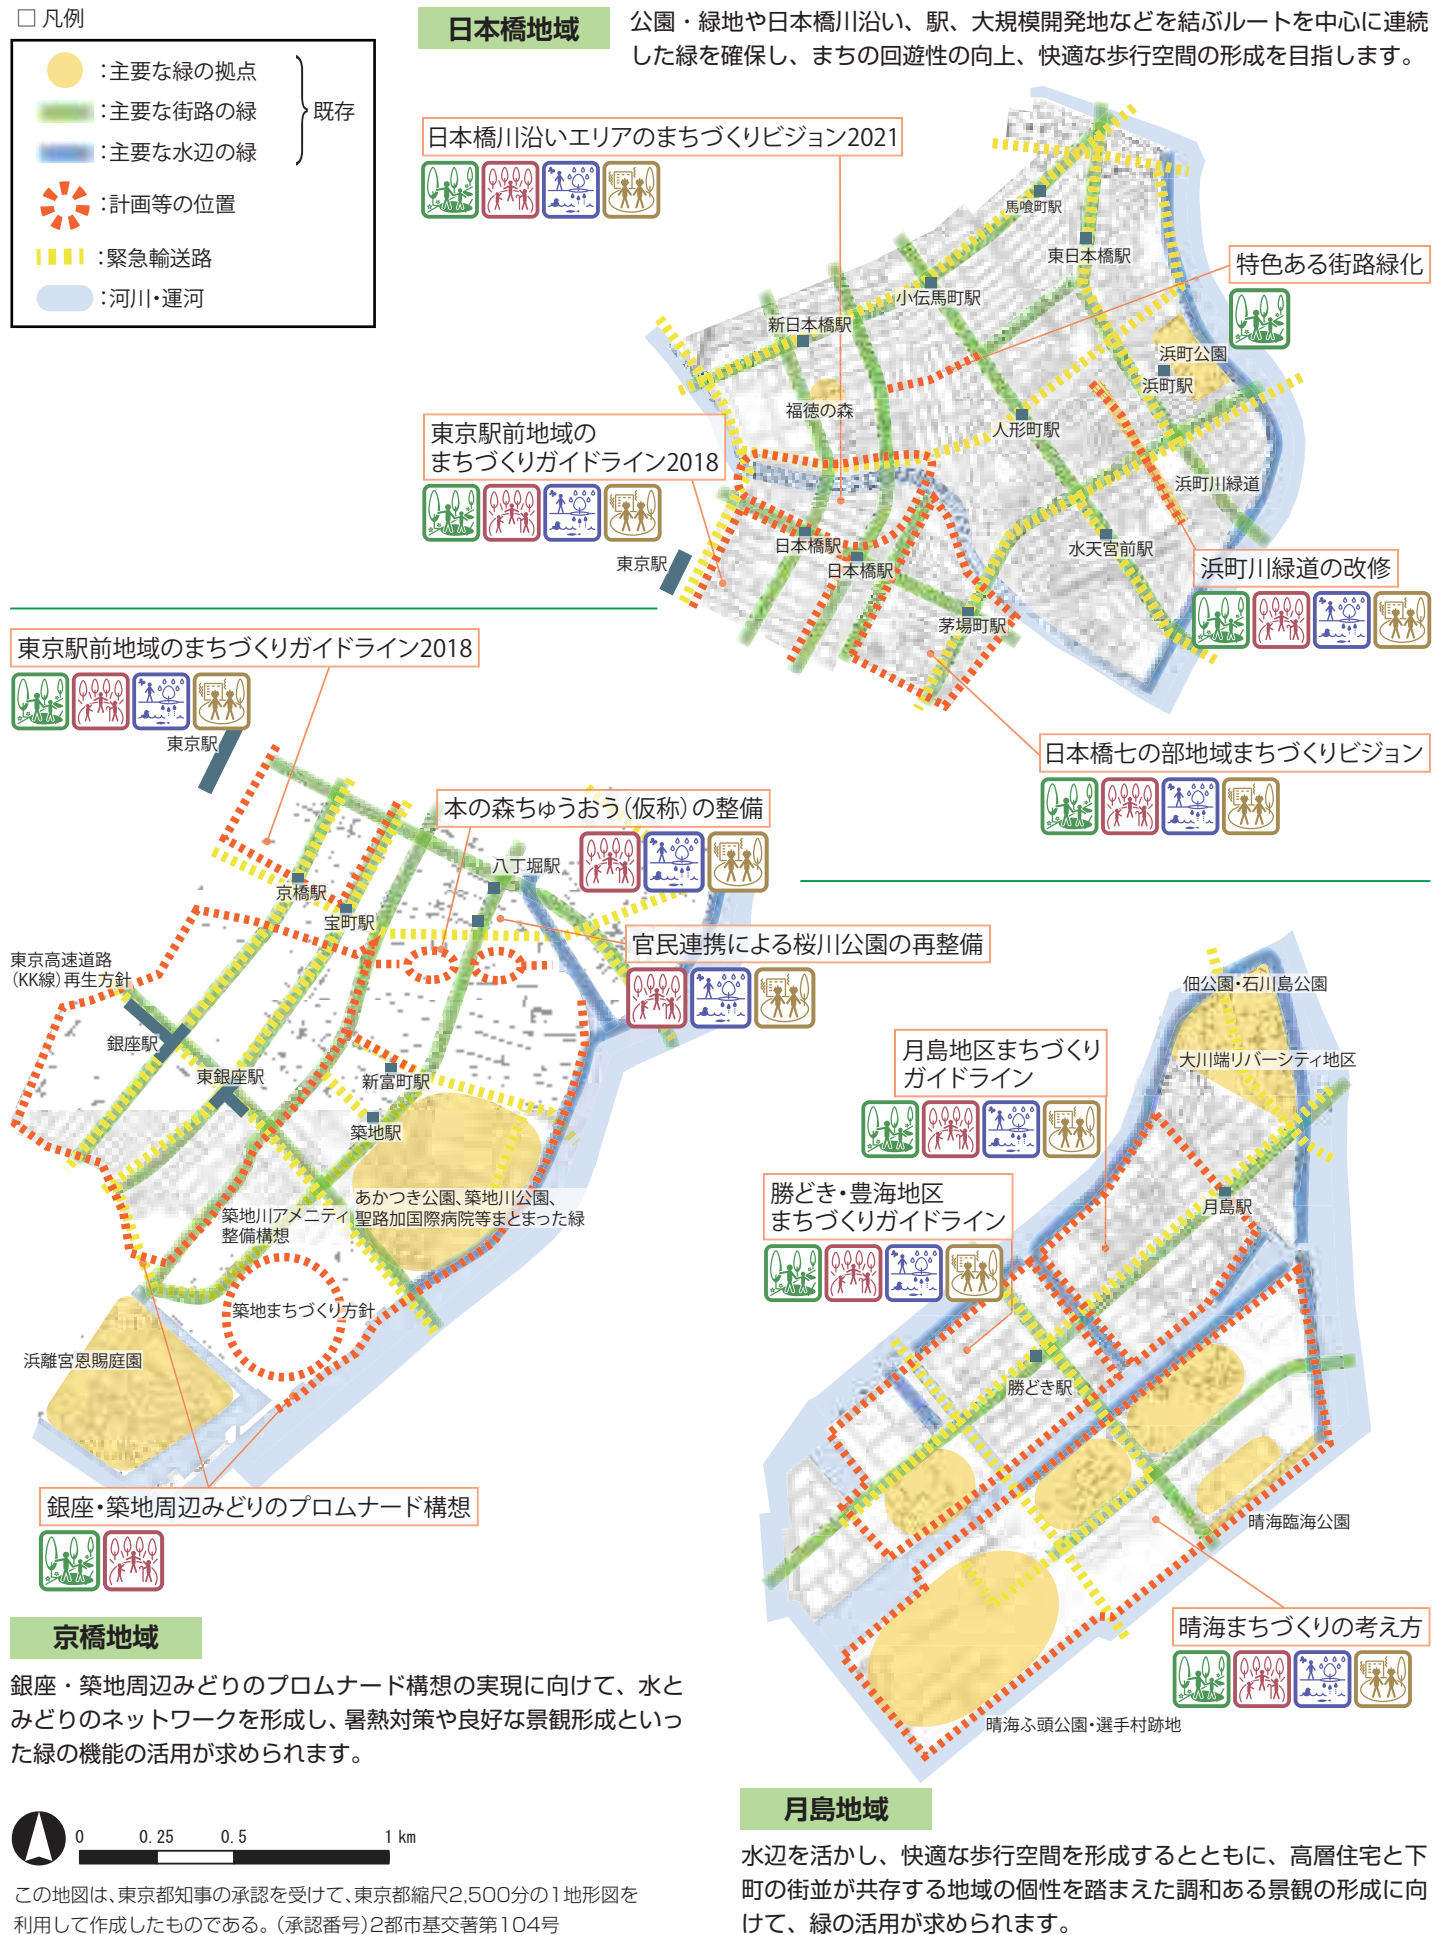 □ 凡例
：主要な緑の拠点
：主要な街路の緑
：主要な水辺の緑
既存
：計画等の位置
：緊急輸送路
：河川・運河
日本橋地域
公園・緑地や日本橋川沿い、駅、大規模開発地などを結ぶルートを中心に連続
した緑を確保し、まちの回遊性の向上、快適な歩行空間の形成を目指します。
日本橋川沿いエリアのまちづくりビジョン2021
馬喰町駅
東日本橋駅
特色ある街路緑化
小伝馬町駅
新日本橋駅
浜町公園
浜町駅
福徳の森
人形町駅
東京駅前地域の
まちづくりガイドライン2018
浜町川緑道
日本橋駅
水天宮前駅
東京駅
日本橋駅
浜町川緑道の改修
茅場町駅
日本橋七の部地域まちづくりビジョン
東京駅前地域のまちづくりガイドライン2018
東京駅
本の森ちゅうおう（仮称）の整備
八丁堀駅
京橋駅
宝町駅
官民連携による桜川公園の再整備
東京高速道路
（KK線）再生方針
銀座駅
東銀座駅
新富町駅
築地駅
あかつき公園、築地川公園、
聖路加国際病院等まとまった緑
築地川アメニティ
整備構想
築地まちづくり方針
浜離宮恩賜庭園
銀座・築地周辺みどりのプロムナード構想
京橋地域
銀座・築地周辺みどりのプロムナード構想の実現に向けて、水と
みどりのネットワークを形成し、暑熱対策や良好な景観形成といっ
た緑の機能の活用が求められます。
佃公園・石川島公園
大川端リバーシティ地区
月島地区まちづくり
ガイドライン
勝どき・豊海地区
まちづくりガイドライン
月島駅
勝どき駅
晴海臨海公園
晴海まちづくりの考え方
晴海ふ頭公園・選手村跡地
月島地域
水辺を活かし、快適な歩行空間を形成するとともに、高層住宅と下
町の街並が共存する地域の個性を踏まえた調和ある景観の形成に向
けて、緑の活用が求められます。
0 0.25 0.5 1 km
この地図は、東京都知事の承認を受けて、東京都縮尺2,500分の1地形図を
利用して作成したものである。（承認番号）2都市基交著第104号